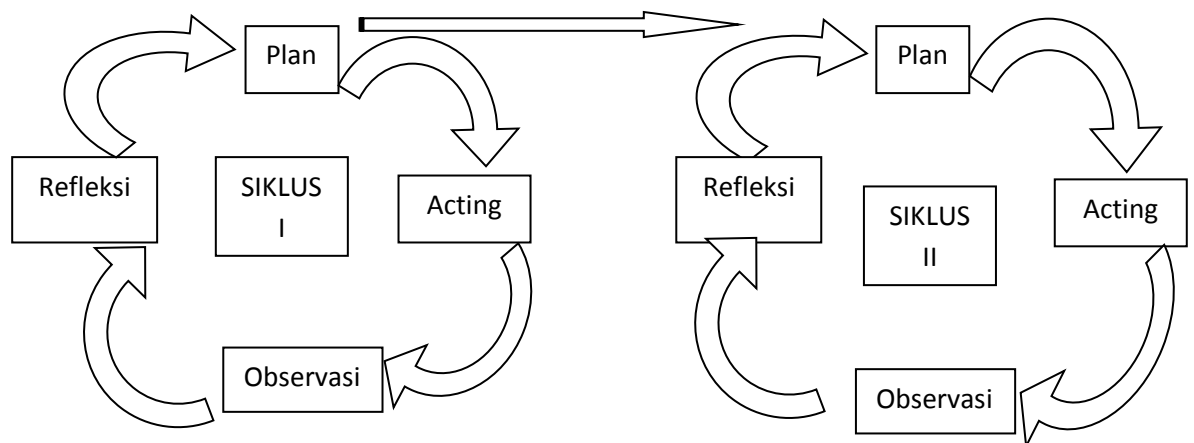 Plan
Refleksi
SIKLUS
I
Acting
Observasi
Plan
Refleksi
SIKLUS
II
Acting
Observasi